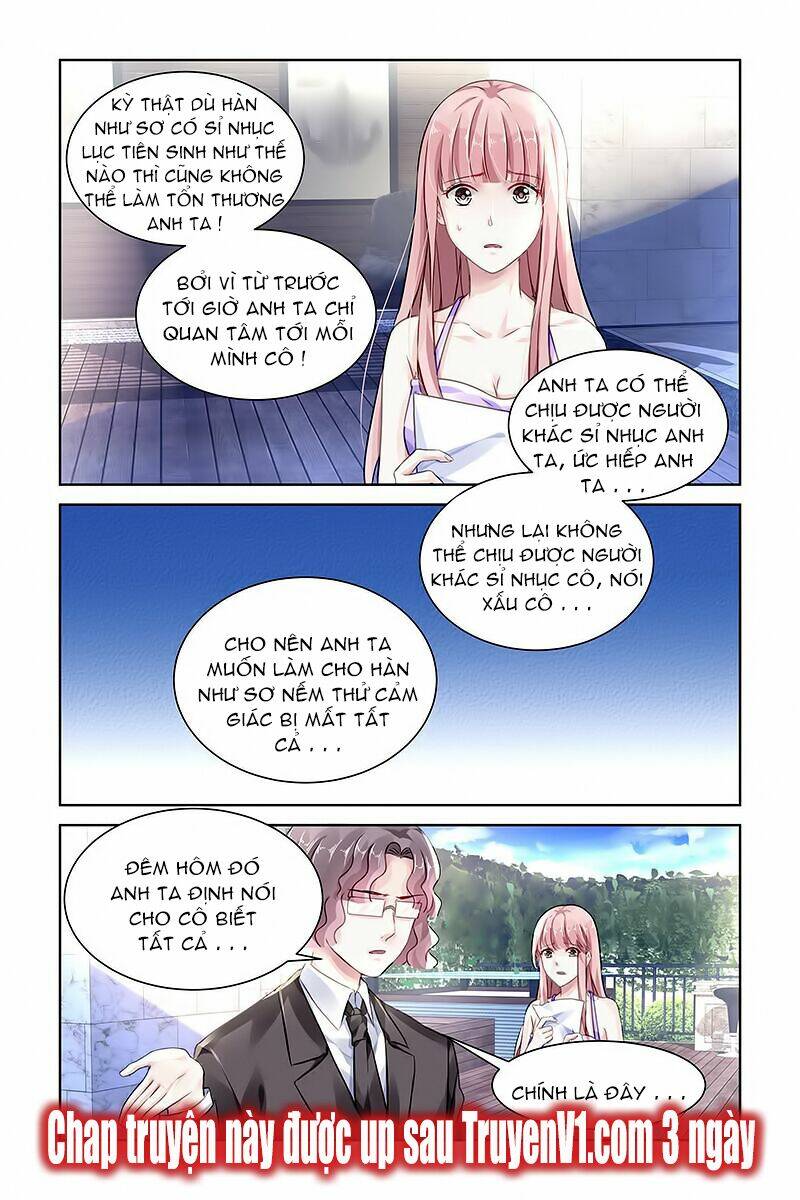 KỲ THẬT DÙ HÀN
NHƯ SƠ CÓ SỈ NHỤC
LỤC TIÊN SINH NHƯ THẾ
NÀO THÌ CŨNG KHÔNG
THỂ LÀM TỔN THƯƠNG
ANH TA !
BỞI VÌ TỪ TRƯỚC
TỚI GIỜ ANH TA CHỈ
QUAN TÂM TỚI MỖI
MÌNH CÔ !
ANH TA CÓ THỂ
CHỊU ĐƯỢC NGƯỜI
KHÁC SỈ NHỤC ANH
TA, ỨC HIẾP ANH
TA . . .
NHƯNG LẠI KHÔNG
THỂ CHỊU ĐƯỢC NGƯỜI
KHÁC SỈ NHỤC CÔ, NÓI
XẤU CÔ . . .
CHO NÊN ANH TA
MUỐN LÀM CHO HÀN
NHƯ SƠ NẾM THỬ CẢM
GIÁC BỊ MẤT TẤT
CẢ . . .
ĐÊM HÔM ĐÓ
ANH TA ĐỊNH NÓI
CHO CÔ BIẾT
TẤT CẢ . . .
CHÍNH LÀ ĐÂY . . .
Chap truyện này được up sau TruyenV1.com 3 ngày